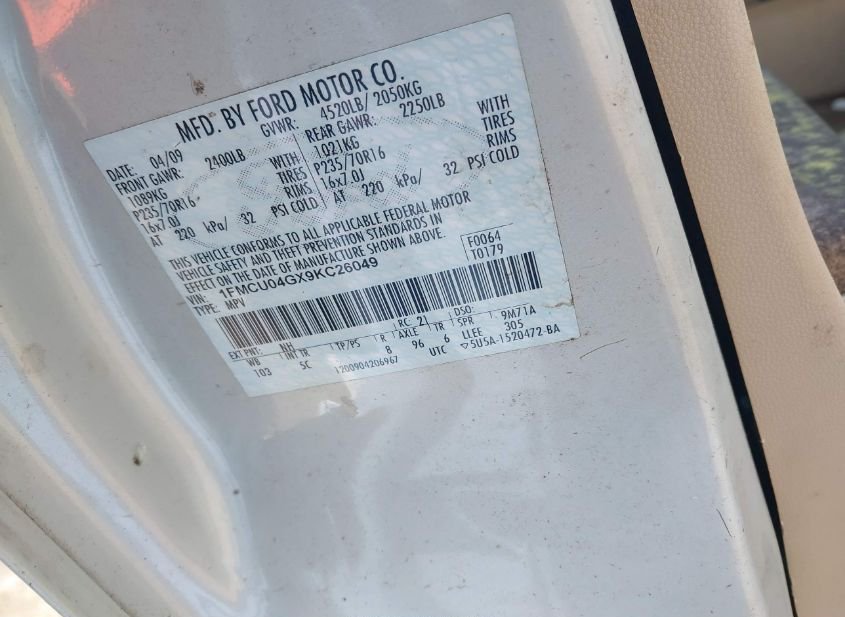 MFD. BY FORD MOTOR CO.
DATE: 04/09 GVWR: 4520LB/ 2050KG
FRONT GAWR: 2400LB REAR GAWR: 2250LB
1089KG WITH 1021KG WITH
P235/70R16 TIRES P235/70R16 TIRES
16x7.0J RIMS 16x7.0J RIMS
AT 220 kPa/ 32 PSI COLD AT 220 kPa/ 32 PSI COLD
THIS VEHICLE CONFORMS TO ALL APPLICABLE FEDERAL MOTOR
VEHICLE SAFETY AND THEFT PREVENTION STANDARDS IN
EFFECT ON THE DATE OF MANUFACTURE SHOWN ABOVE.
F0064
T0179
VIN: 1FMCU04GX9KC26049
TYPE: MPV
EXT PNT: NH RC: 21 DSO:
WB INT TR TP/PS R AXLE TR SPR 9M71A
103 5C 8 96 6 LLEE 305
1200904206967 UTC ▽5U5A-1520472-BA